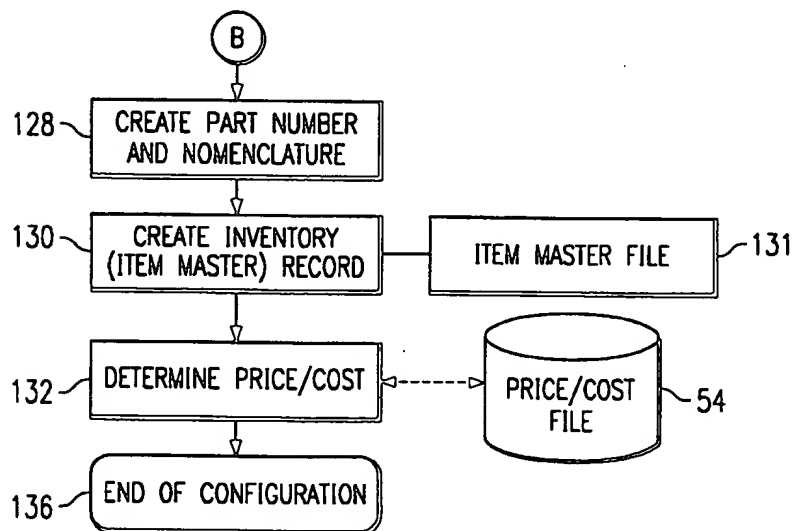 B
128
CREATE PART NUMBER
AND NOMENCLATURE
130
CREATE INVENTORY
(ITEM MASTER) RECORD
ITEM MASTER FILE
131
132
DETERMINE PRICE/COST
PRICE/COST
FILE
54
136
END OF CONFIGURATION